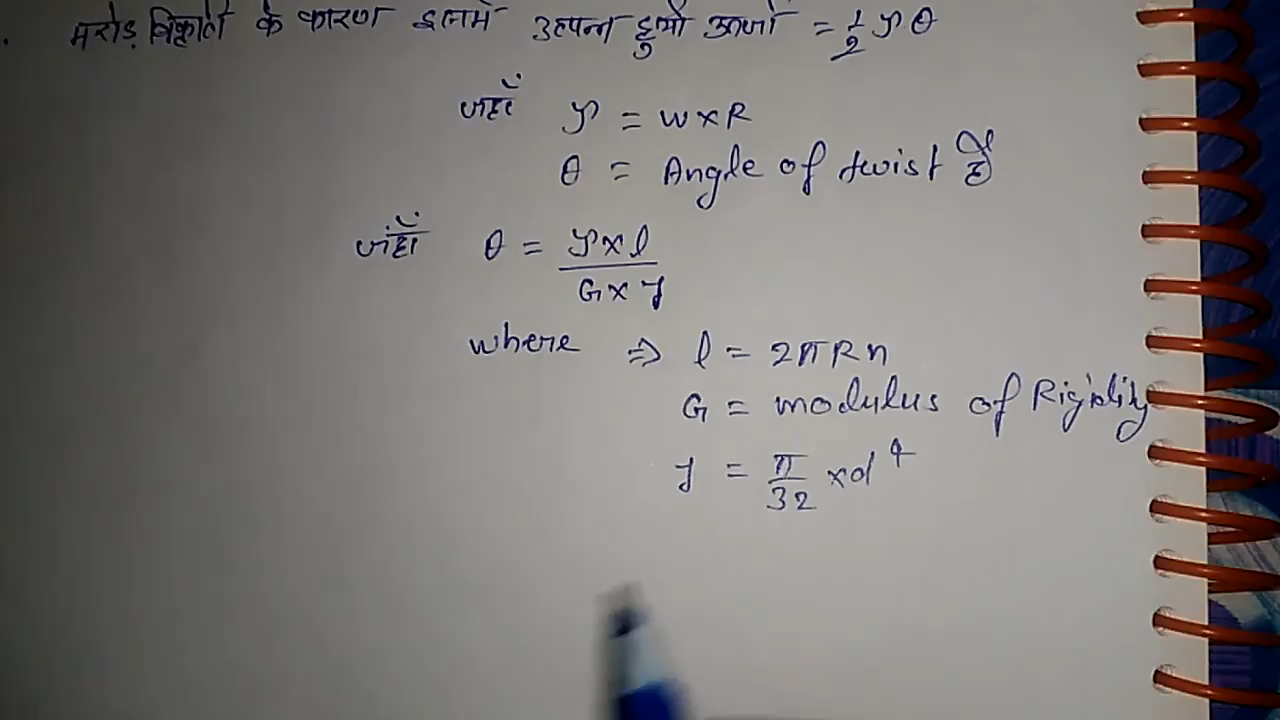 मरोड़ विकृति के कारण इसमें उत्पन्न हुयी ऊर्जा = 1/2 T θ
जहाँ T = W×R
θ = Angle of twist है
जहाँ θ = T×l / G×J
where ⇒ l = 2πRn
G = modulus of Rigidity
J = π/32 ×d⁴